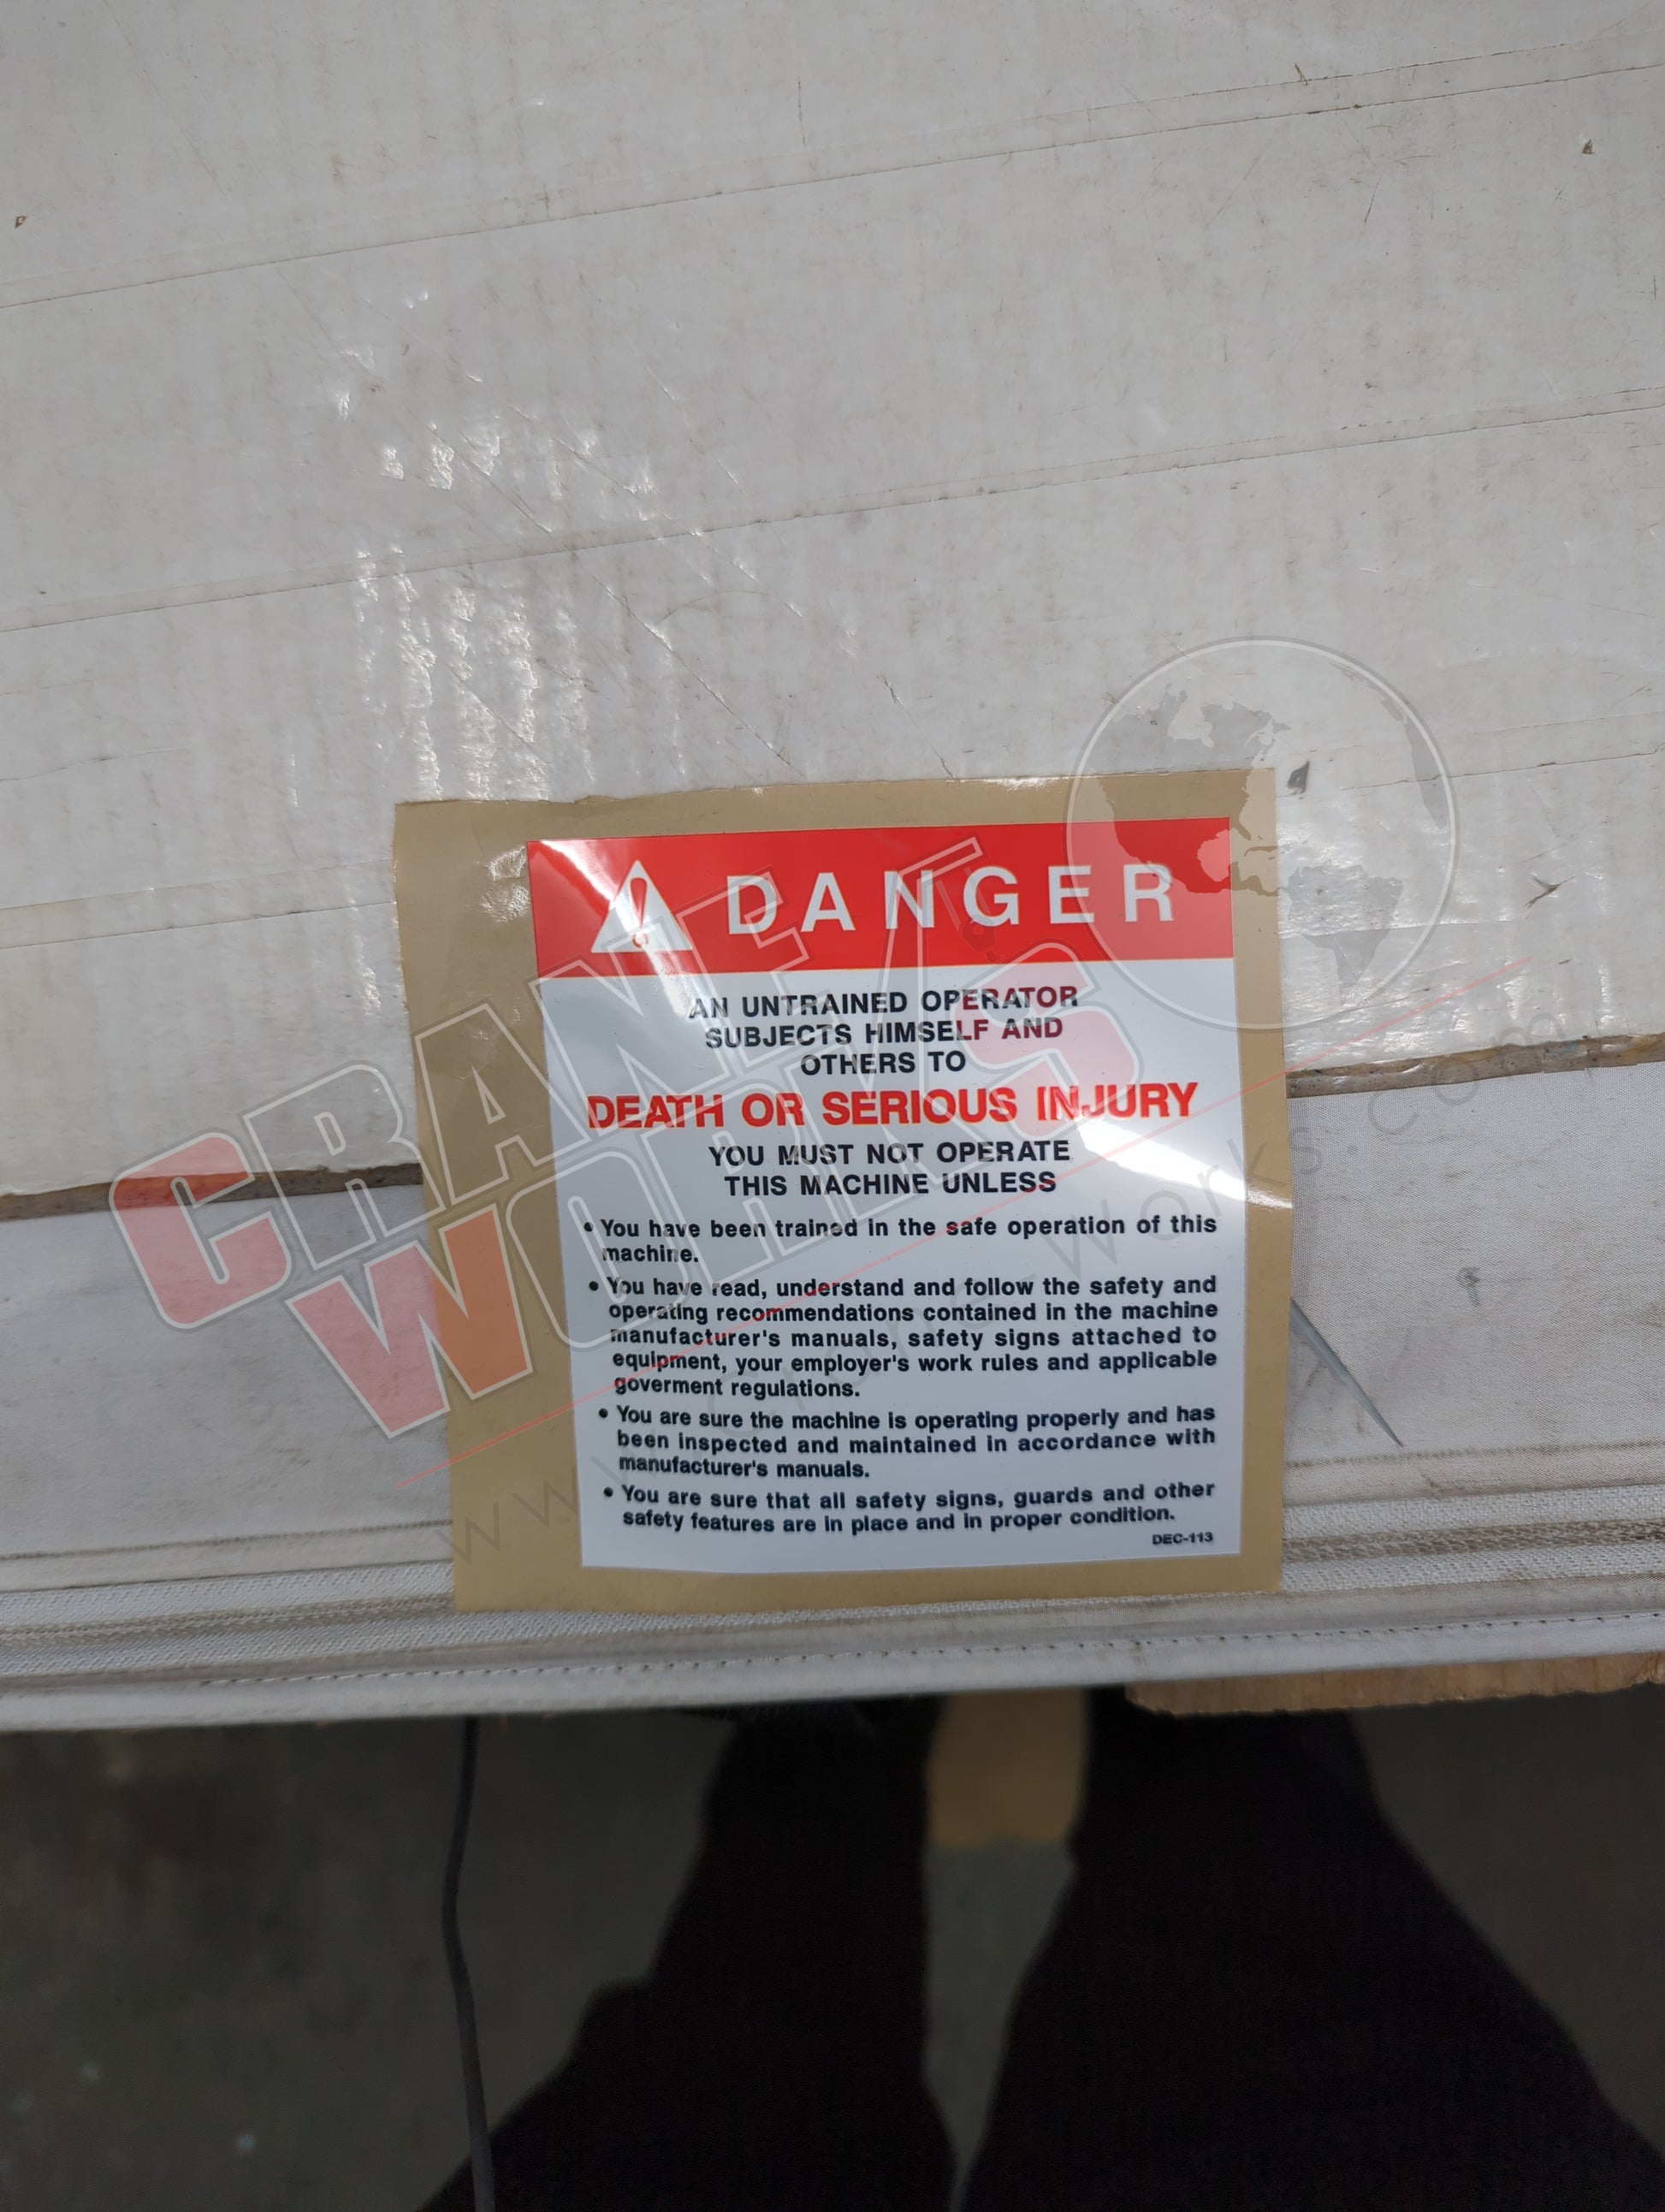 DANGER
AN UNTRAINED OPERATOR
SUBJECTS HIMSELF AND
OTHERS TO
DEATH OR SERIOUS INJURY
YOU MUST NOT OPERATE
THIS MACHINE UNLESS
• You have been trained in the safe operation of this
machine.
• You have read, understand and follow the safety and
operating recommendations contained in the machine
manufacturer's manuals, safety signs attached to
equipment, your employer's work rules and applicable
goverment regulations.
• You are sure the machine is operating properly and has
been inspected and maintained in accordance with
manufacturer's manuals.
• You are sure that all safety signs, guards and other
safety features are in place and in proper condition.
DEC-113
CRANE
WORKS
www.craneworks.com